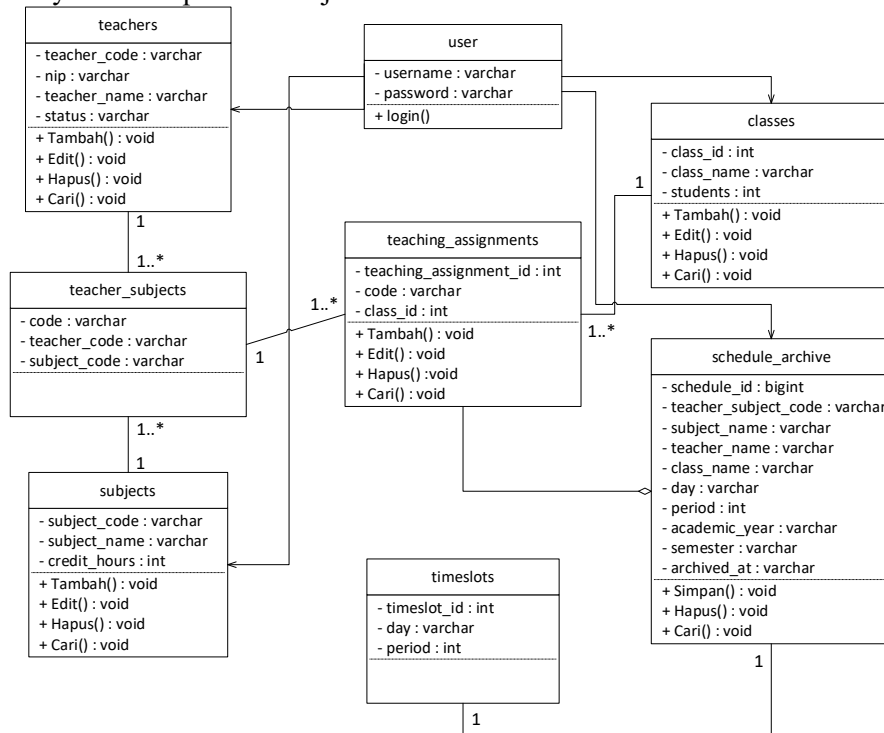 teachers
- teacher_code : varchar
- nip : varchar
- teacher_name : varchar
- status : varchar
+ Tambah() : void
+ Edit() : void
+ Hapus() : void
+ Cari() : void
user
- username : varchar
- password : varchar
+ login()
classes
- class_id : int
- class_name : varchar
- students : int
+ Tambah() : void
+ Edit() : void
+ Hapus() : void
+ Cari() : void
1
1
1..*
teaching_assignments
- teaching_assignment_id : int
- code : varchar
- class_id : int
+ Tambah() : void
+ Edit() : void
+ Hapus() :void
+ Cari() : void
1..*
1
1..*
teacher_subjects
- code : varchar
- teacher_code : varchar
- subject_code : varchar
1..*
1
schedule_archive
- schedule_id : bigint
- teacher_subject_code : varchar
- subject_name : varchar
- teacher_name : varchar
- class_name : varchar
- day : varchar
- period : int
- academic_year : varchar
- semester : varchar
- archived_at : varchar
+ Simpan() : void
+ Hapus() : void
+ Cari() : void
1
subjects
- subject_code : varchar
- subject_name : varchar
- credit_hours : int
+ Tambah() : void
+ Edit() : void
+ Hapus() : void
+ Cari() : void
timeslots
- timeslot_id : int
- day : varchar
- period : int
1